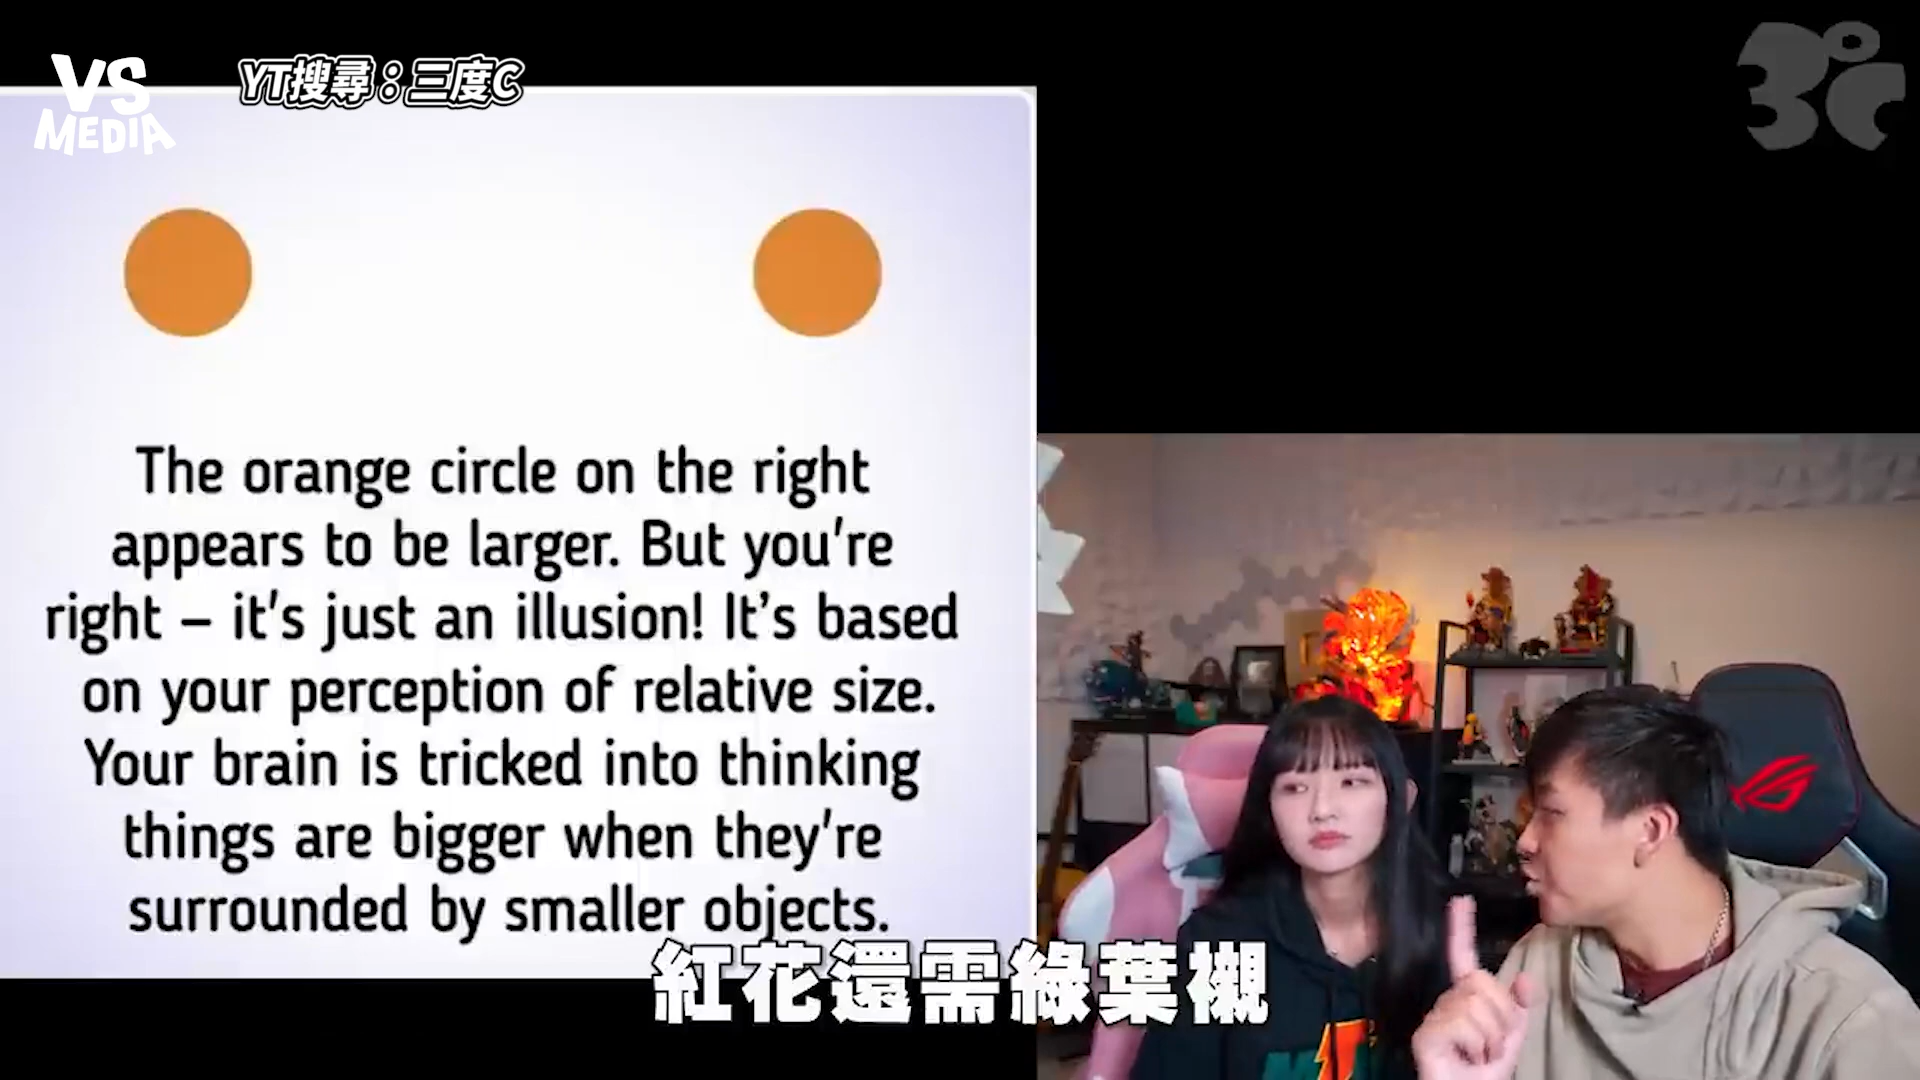 VS
MEDIA
YT搜尋：三度C
3°C
The orange circle on the right
appears to be larger. But you're
right – it's just an illusion! It’s based
on your perception of relative size.
Your brain is tricked into thinking
things are bigger when they're
surrounded by smaller objects.
紅花還需綠葉襯